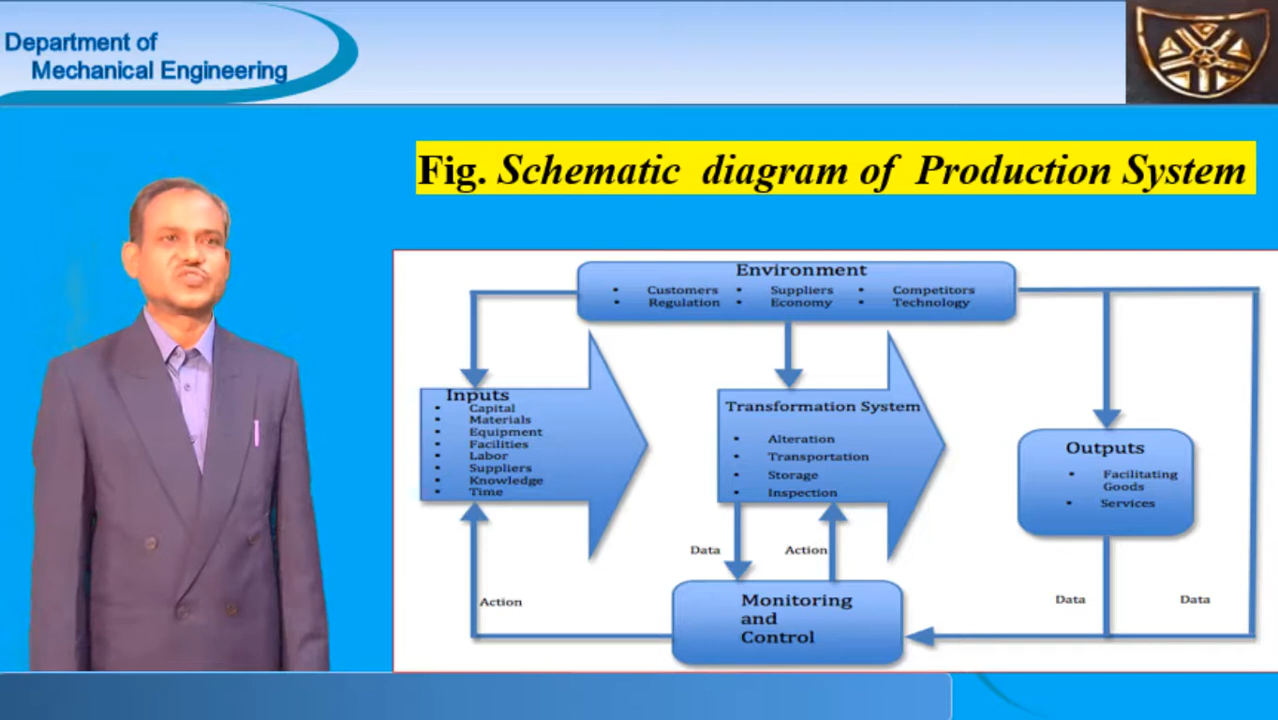 Department of
Mechanical Engineering
Fig. Schematic diagram of Production System
Environment
• Customers • Suppliers • Competitors
• Regulation • Economy • Technology
Inputs
• Capital
• Materials
• Equipment
• Facilities
• Labor
• Suppliers
• Knowledge
• Time
Transformation System
• Alteration
• Transportation
• Storage
• Inspection
Outputs
• Facilitating
Goods
• Services
Data
Action
Action
Monitoring
and
Control
Data
Data